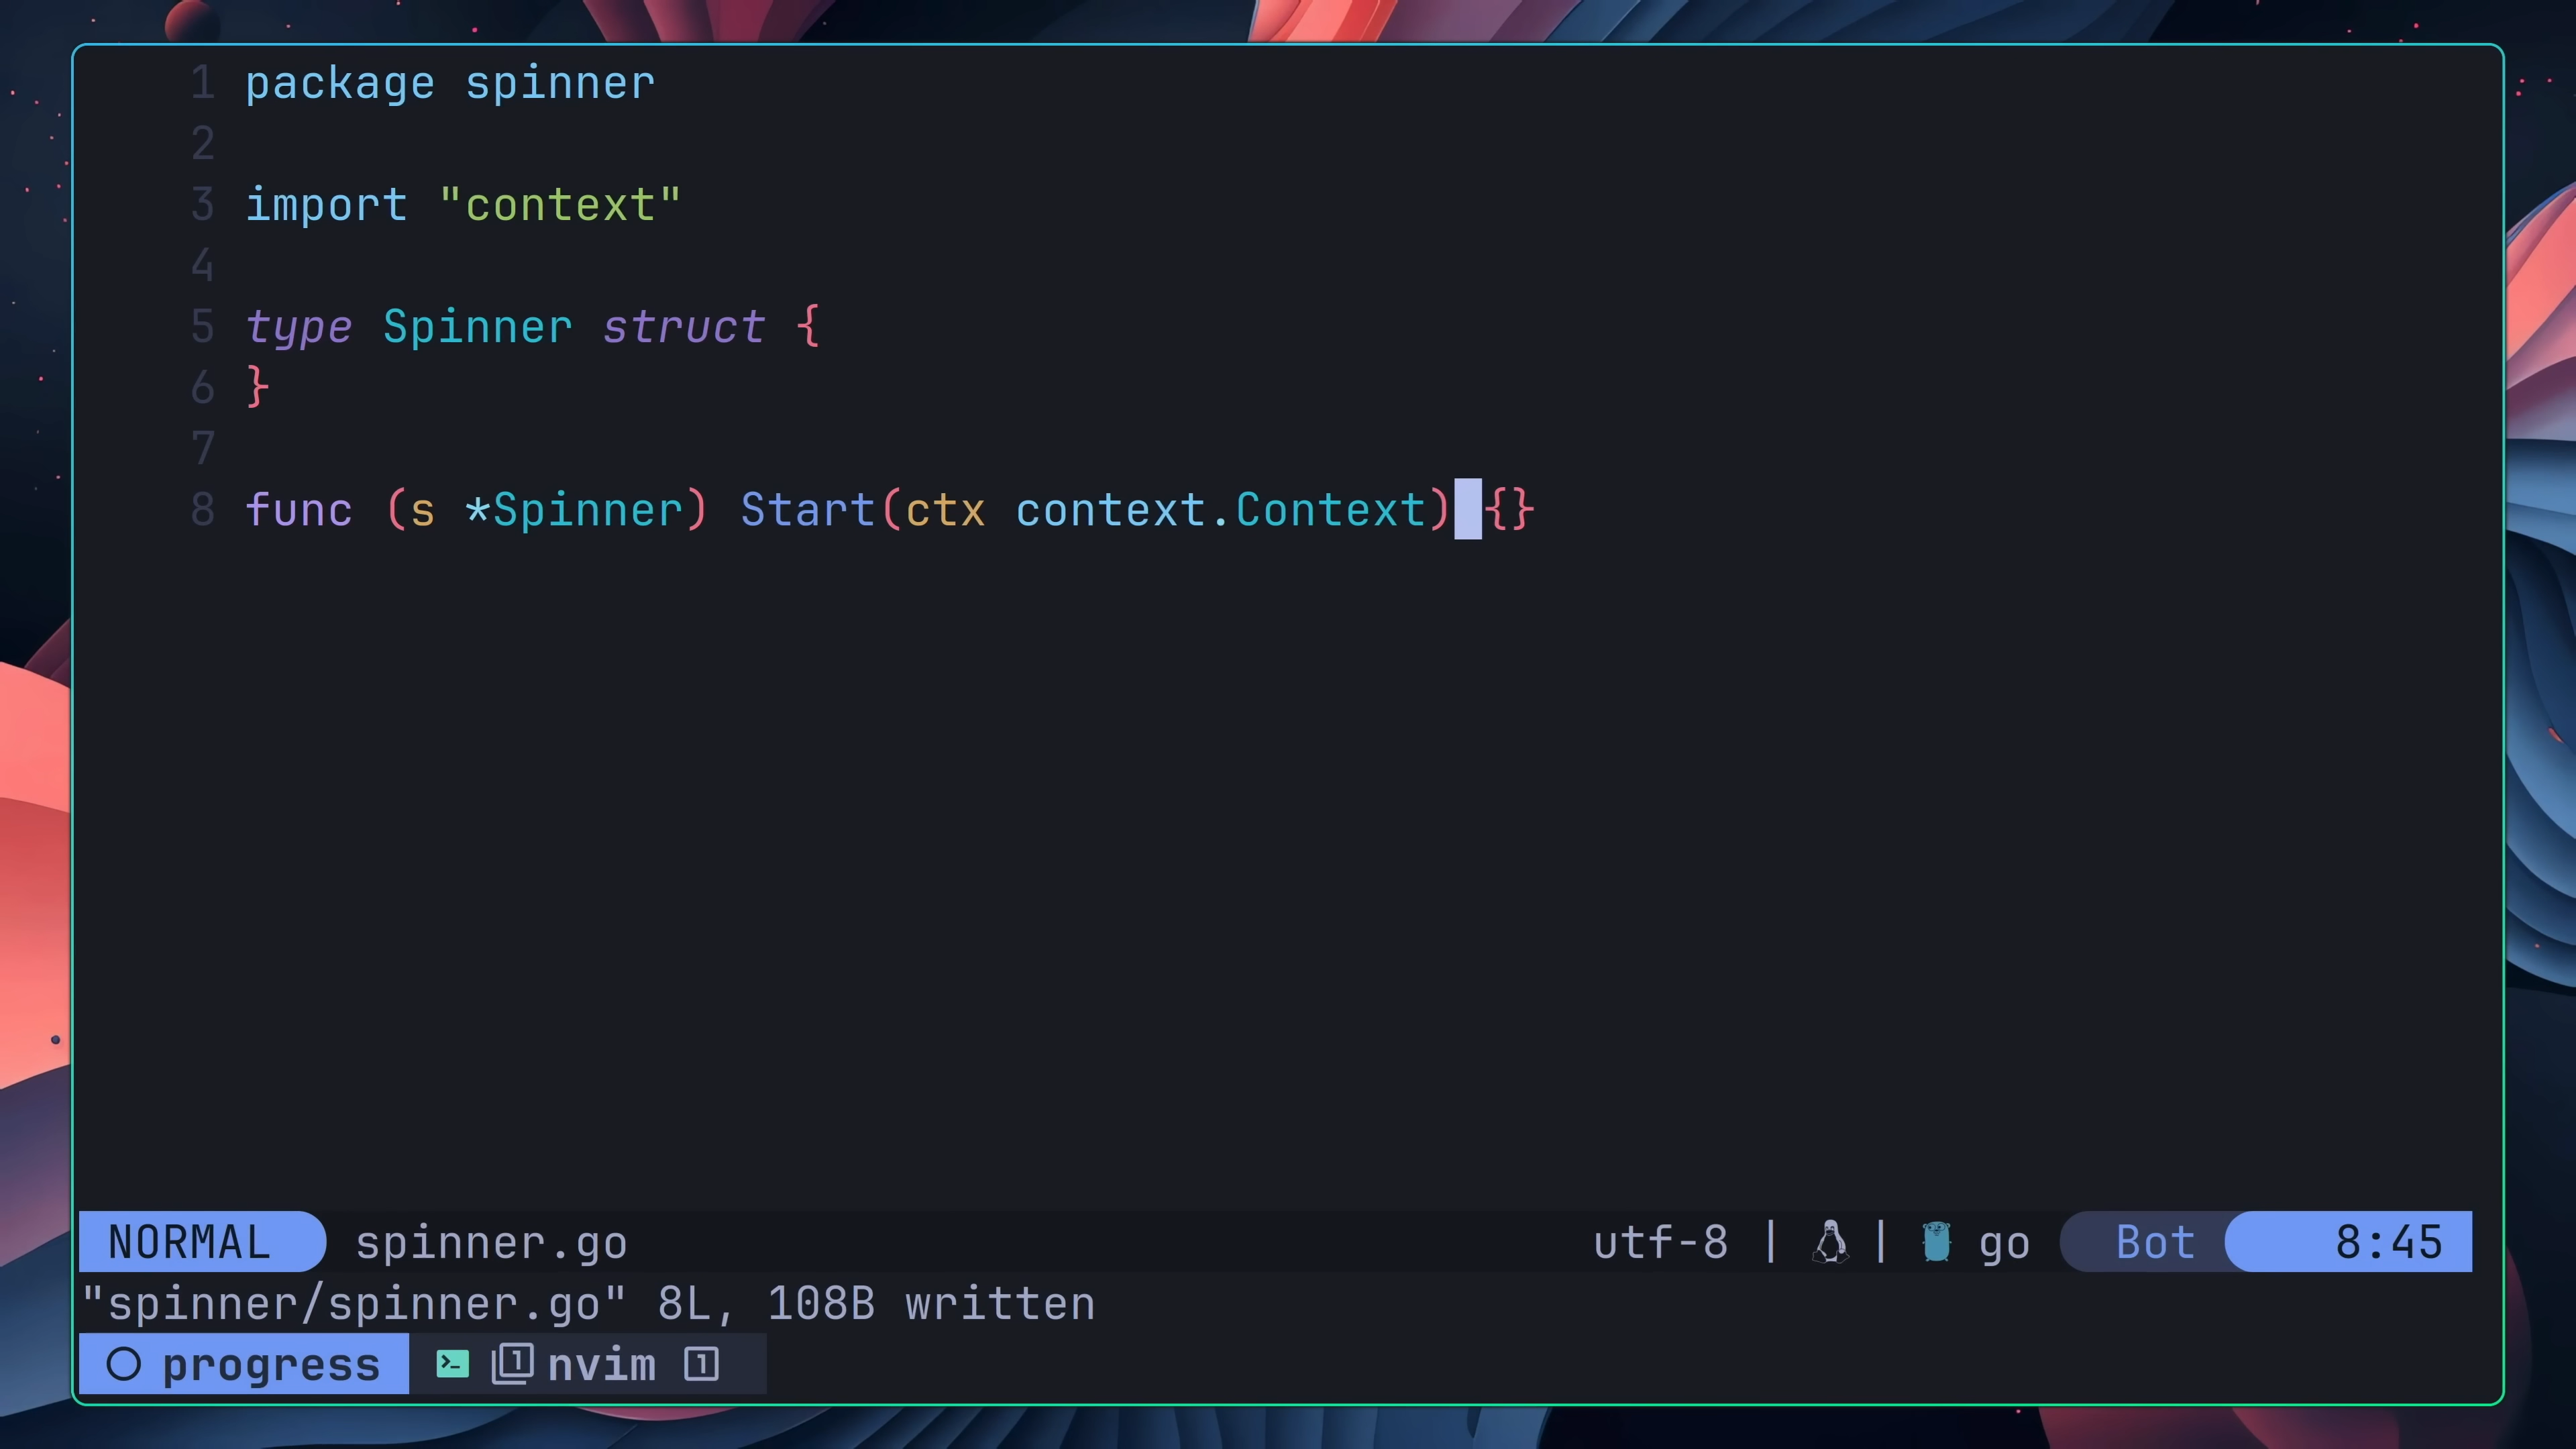 1 package spinner
2
3 import "context"
4
5 type Spinner struct {
6 }
7
8 func (s *Spinner) Start(ctx context.Context) {}
NORMAL spinner.go utf-8 | | go Bot 8:45
"spinner/spinner.go" 8L, 108B written
progress 1 nvim 1